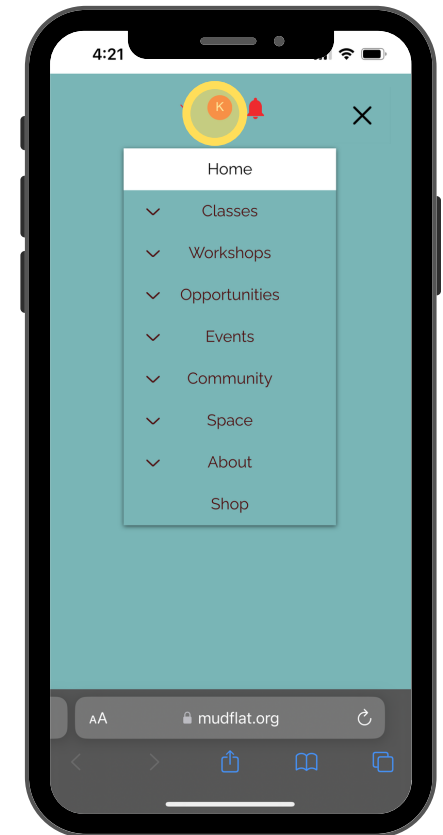 4:21
K
Home
Classes
Workshops
Opportunities
Events
Community
Space
About
Shop
AA mudflat.org